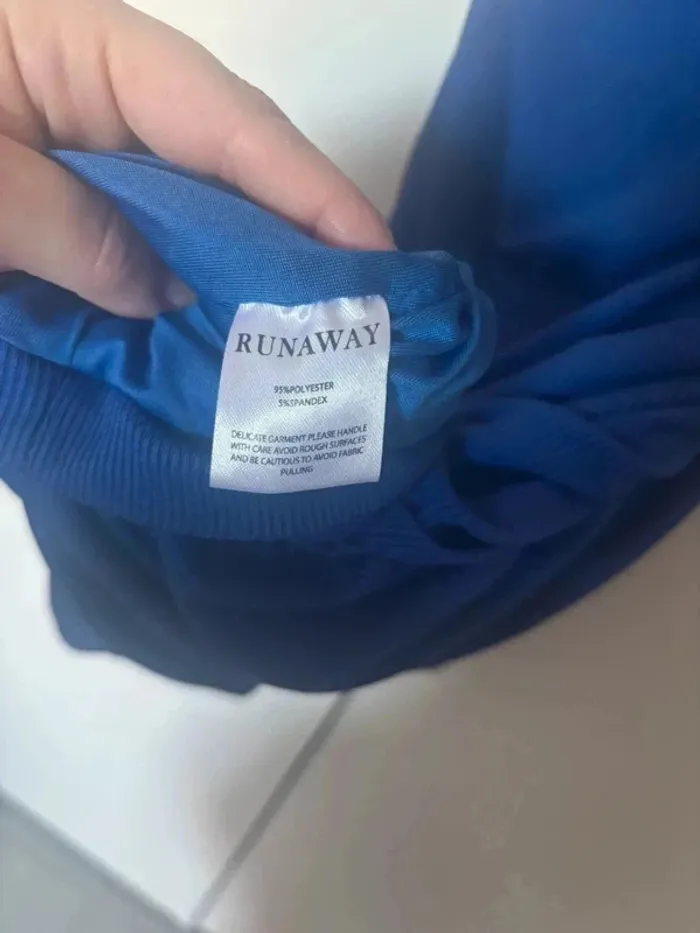 RUNAWAY
95%POLYESTER
5%SPANDEX
DELICATE GARMENT PLEASE HANDLE
WITH CARE AVOID ROUGH SURFACES
AND BE CAUTIOUS TO AVOID FABRIC
PULLING